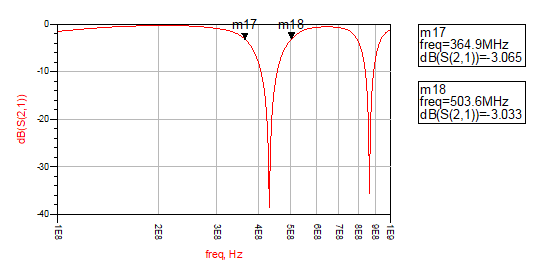 m17
m18
0
-10
-20
-30
-40
dB(S(2,1))
1E8
2E8
3E8
4E8
5E8
6E8
7E8
8E8
9E8
1E9
freq, Hz
m17
freq=364.9MHz
dB(S(2,1))=-3.065
m18
freq=503.6MHz
dB(S(2,1))=-3.033